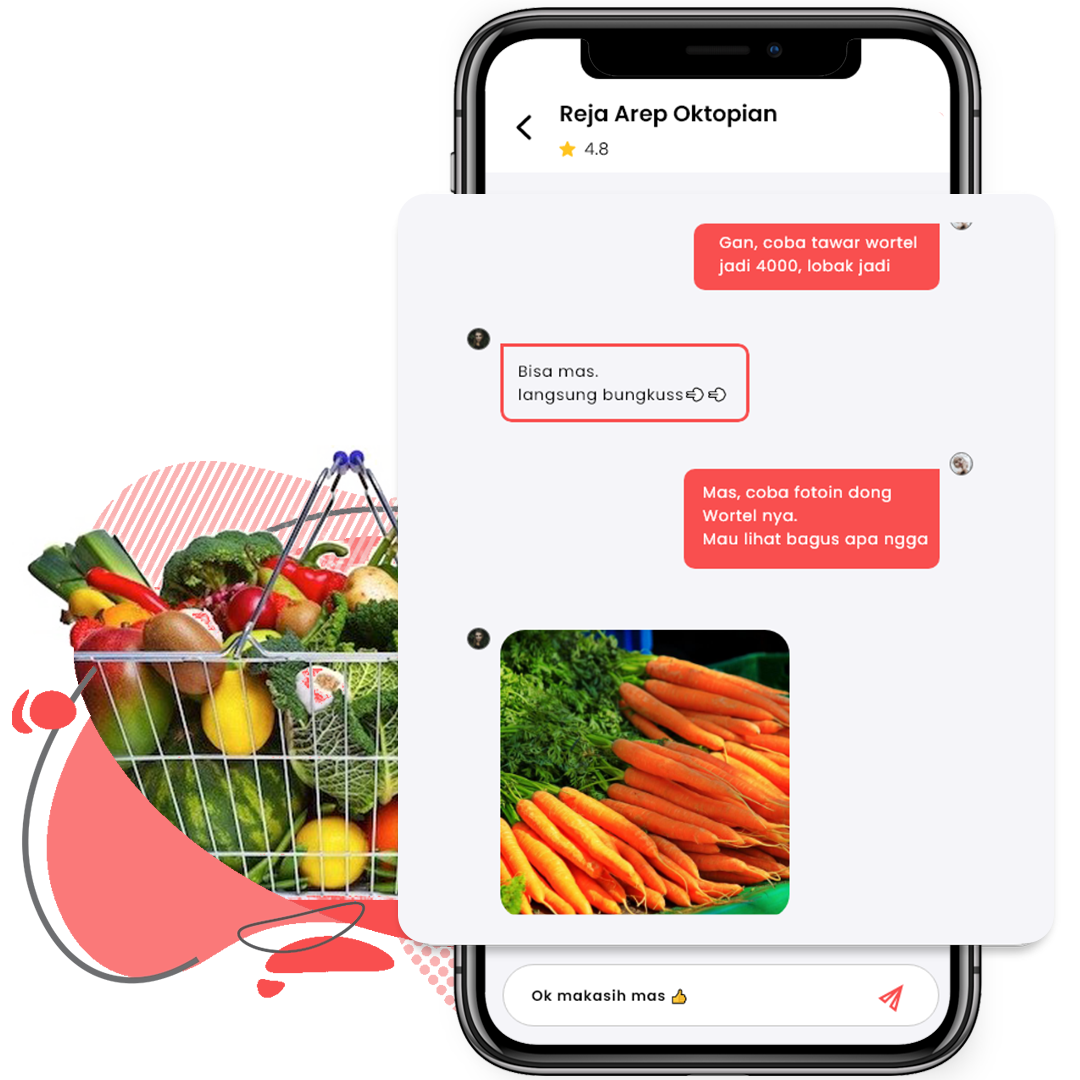 Reja Arep Oktopian
4.8
Gan, coba tawar wortel
jadi 4000, lobak jadi
Bisa mas.
langsung bungkuss💨💨
Mas, coba fotoin dong
Wortel nya.
Mau lihat bagus apa ngga
Ok makasih mas 👍